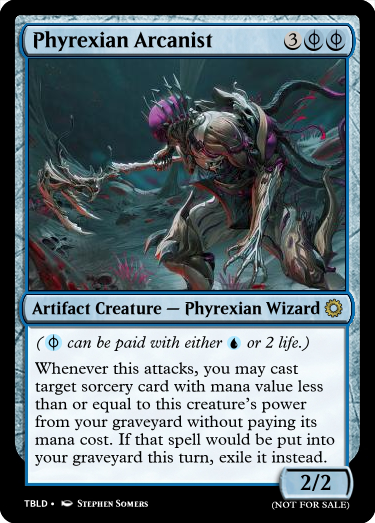 Phyrexian Arcanist 3
Artifact Creature — Phyrexian Wizard
( can be paid with either or 2 life.)
Whenever this attacks, you may cast
target sorcery card with mana value less
than or equal to this creature's power
from your graveyard without paying its
mana cost. If that spell would be put into
your graveyard this turn, exile it instead.
2/2
TBLD • Stephen Somers
(NOT FOR SALE)